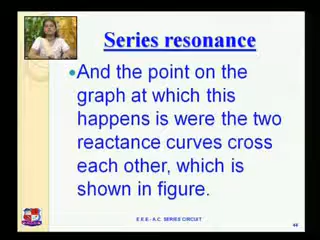 Series resonance
And the point on the
graph at which this
happens is were the two
reactance curves cross
each other, which is
shown in figure.
E.E.E.- A.C. SERIES CIRCUIT